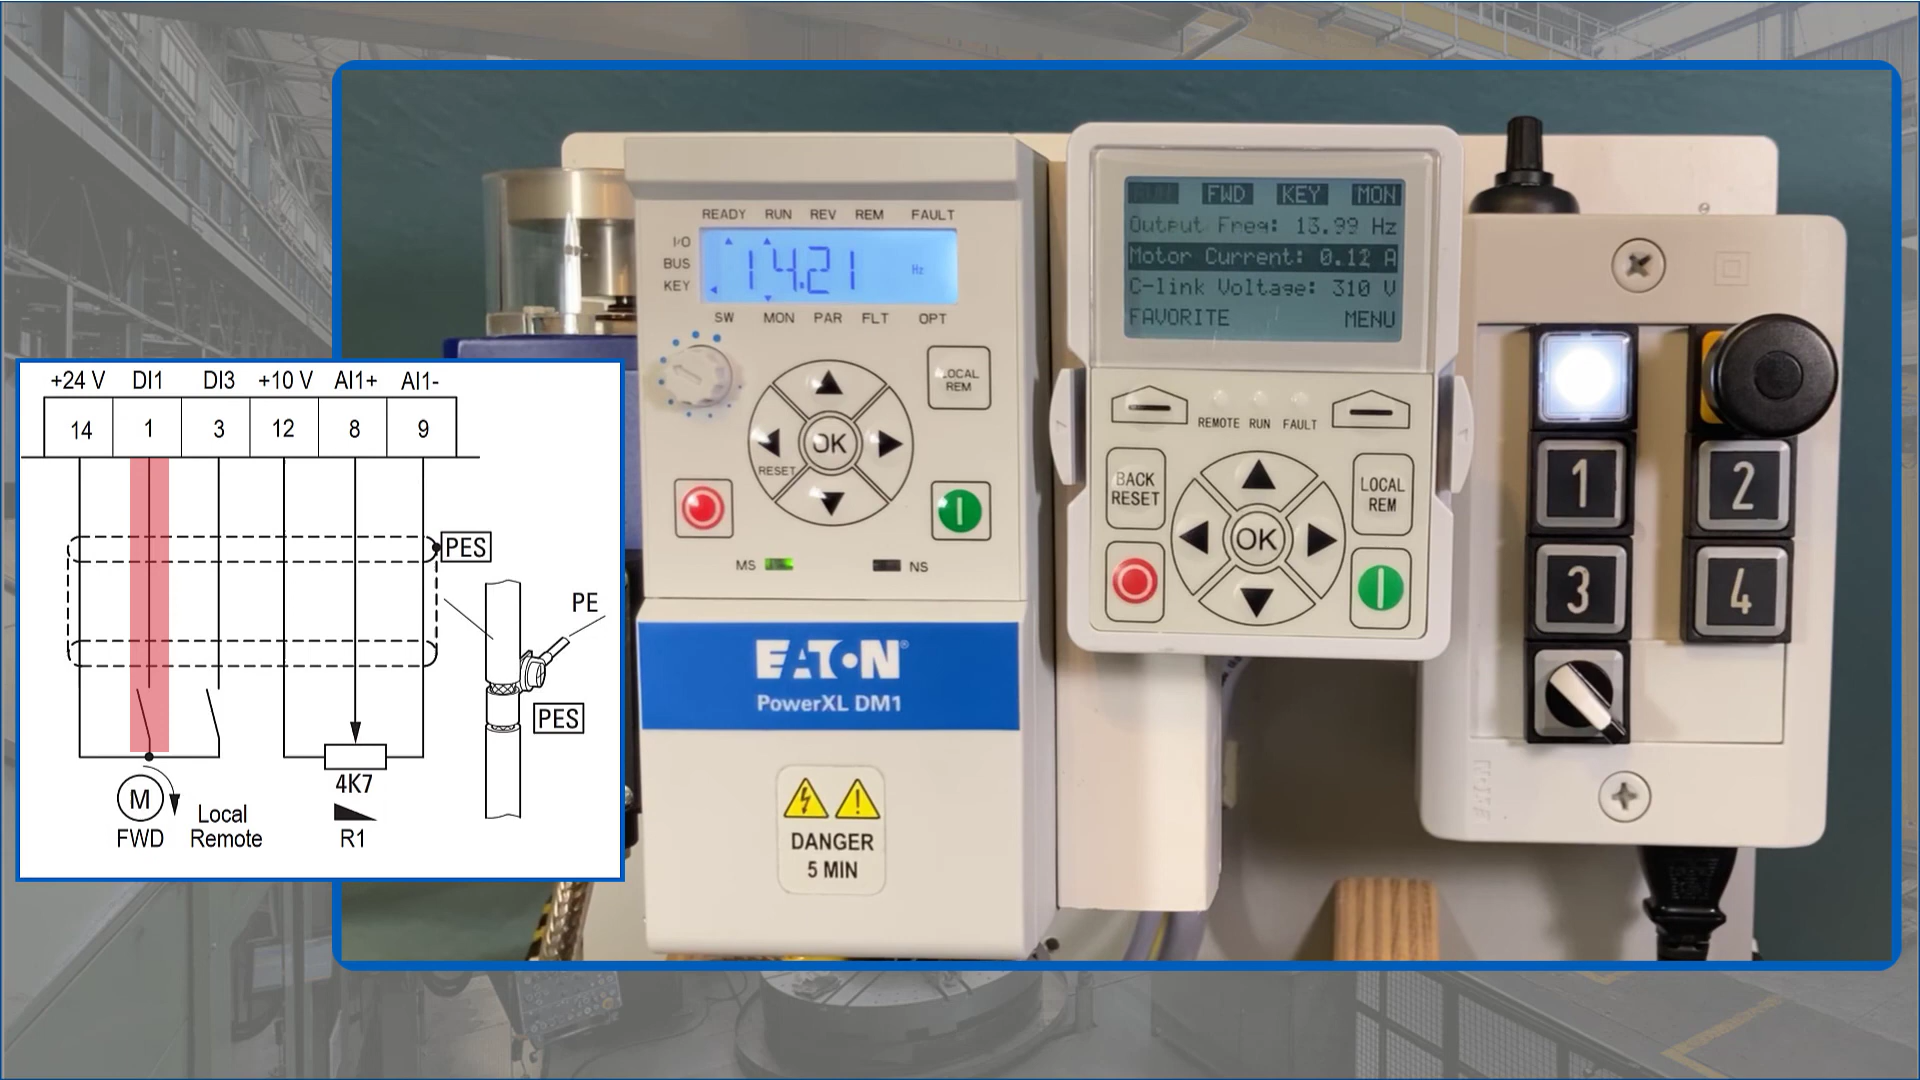 +24 V DI1 DI3 +10 V AI1+ AI1-
14 1 3 12 8 9
PES
PE
PES
M
FWD
Local
Remote
4K7
R1
READY RUN REV REM FAULT
I/O
BUS
KEY
14.21 Hz
SW MON PAR FLT OPT
LOCAL
REM
OK
RESET
MS NS
EATON®
PowerXL DM1
DANGER
5 MIN
RUN FWD KEY MON
Output Freq: 13.99 Hz
Motor Current: 0.12 A
C-link Voltage: 310 V
FAVORITE MENU
REMOTE RUN FAULT
BACK
RESET
LOCAL
REM
OK
1 2
3 4